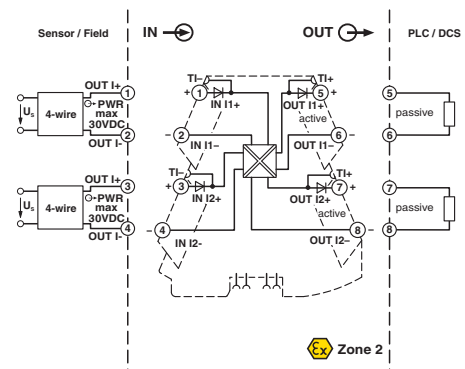 Sensor / Field
IN
OUT
PLC / DCS
OUT I+
1
PWR
max
30VDC
Us
4-wire
2
OUT I-
OUT I+
3
PWR
max
30VDC
Us
4-wire
4
OUT I-
TI–
+ 1
IN I1+
– 2
IN I1–
TI–
+ 3
IN I2+
– 4
IN I2-
TI+
5 +
OUT I1+
active
6 –
OUT I1–
TI+
7 +
OUT I2+
active
8 –
OUT I2–
5
passive
6
7
passive
8
Ex Zone 2